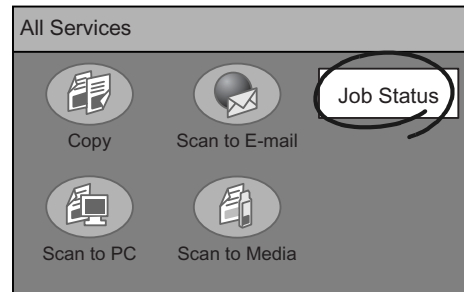 All Services
Copy
Scan to E-mail
Job Status
Scan to PC
Scan to Media